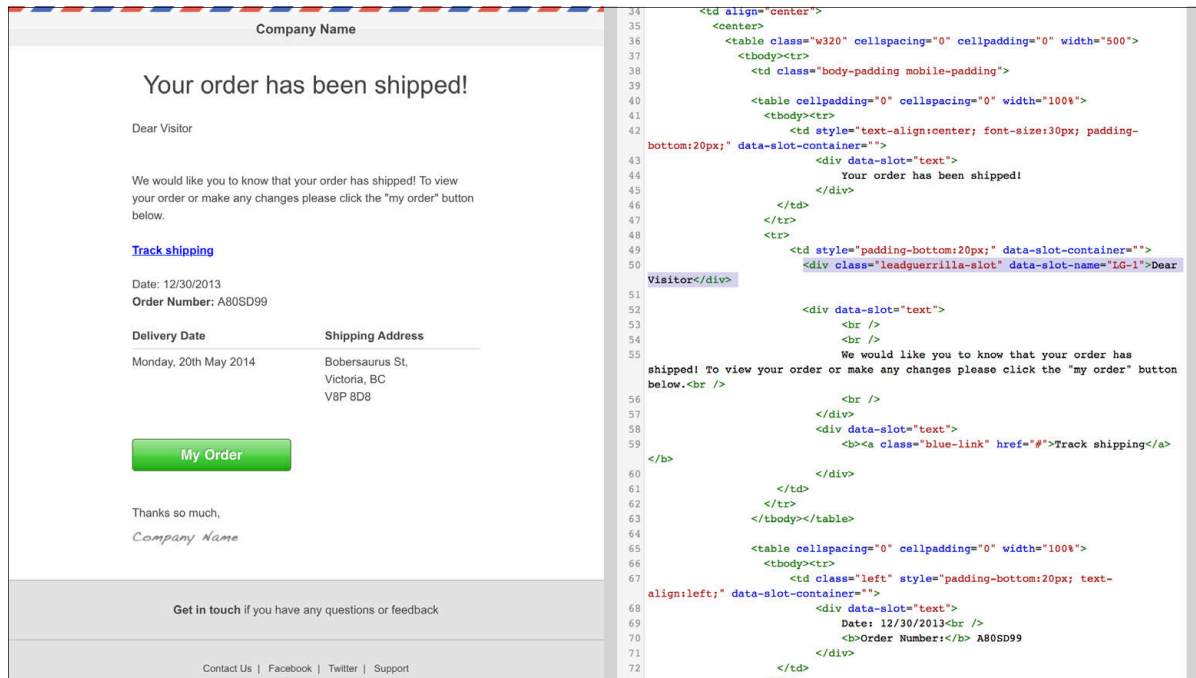 Company Name
Your order has been shipped!
Dear Visitor
We would like you to know that your order has shipped! To view
your order or make any changes please click the "my order" button
below.
Track shipping
Date: 12/30/2013
Order Number: A80SD99
Delivery Date Shipping Address
Monday, 20th May 2014 Bobersaurus St,
Victoria, BC
V8P 8D8
My Order
Thanks so much,
Company Name
Get in touch if you have any questions or feedback
Contact Us | Facebook | Twitter | Support
34 <td align="center">
35 <center>
36 <table class="w320" cellspacing="0" cellpadding="0" width="500">
37 <tbody><tr>
38 <td class="body-padding mobile-padding">
39
40 <table cellpadding="0" cellspacing="0" width="100%">
41 <tbody><tr>
42 <td style="text-align:center; font-size:30px; padding-
bottom:20px;" data-slot-container="">
43 <div data-slot="text">
44 Your order has been shipped!
45 </div>
46 </td>
47 </tr>
48 <tr>
49 <td style="padding-bottom:20px;" data-slot-container="">
50 <div class="leadguerrilla-slot" data-slot-name="LG-1">Dear
Visitor</div>
51
52 <div data-slot="text">
53 <br />
54 <br />
55 We would like you to know that your order has
shipped! To view your order or make any changes please click the "my order" button
below.<br />
56 <br />
57 </div>
58 <div data-slot="text">
59 <b><a class="blue-link" href="#">Track shipping</a>
</b>
60 </div>
61 </td>
62 </tr>
63 </tbody></table>
64
65 <table cellspacing="0" cellpadding="0" width="100%">
66 <tbody><tr>
67 <td class="left" style="padding-bottom:20px; text-
align:left;" data-slot-container="">
68 <div data-slot="text">
69 Date: 12/30/2013<br />
70 <b>Order Number:</b> A80SD99
71 </div>
72 </td>